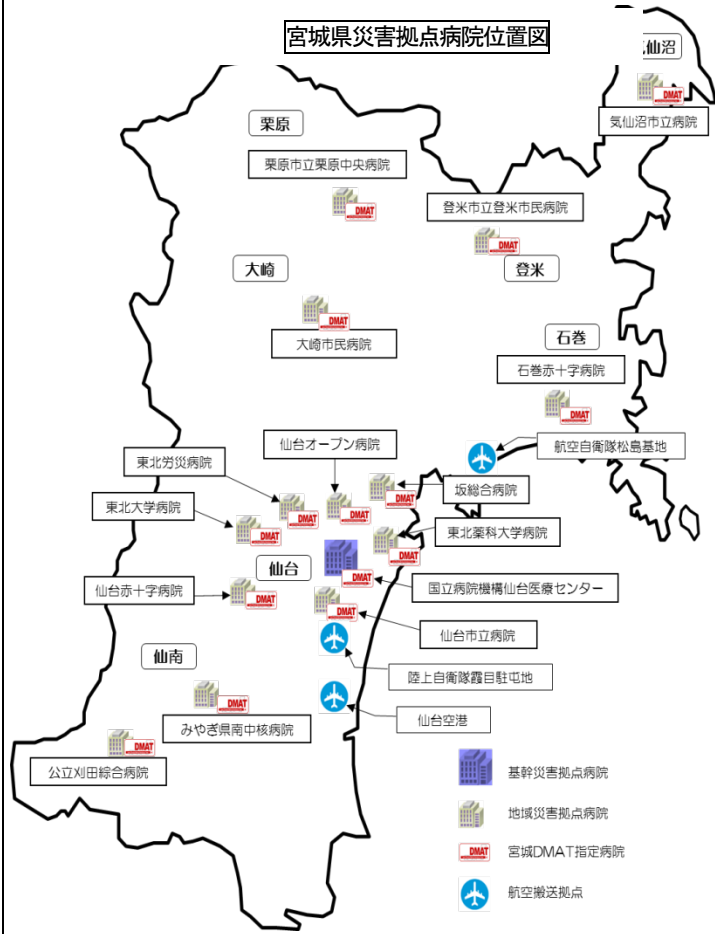 宮城県災害拠点病院位置図
仙沼
DMAT
気仙沼市立病院
栗原
栗原市立栗原中央病院
DMAT
登米市立登米市民病院
DMAT
大崎
登米
DMAT
大崎市民病院
石巻
石巻赤十字病院
DMAT
仙台オープン病院
航空自衛隊松島基地
東北労災病院
坂総合病院
DMAT
東北大学病院
DMAT
DMAT
DMAT
東北薬科大学病院
DMAT
仙台
DMAT
国立病院機構仙台医療センター
仙台赤十字病院
DMAT
DMAT
仙台市立病院
仙南
陸上自衛隊霞目駐屯地
DMAT
みやぎ県南中核病院
仙台空港
DMAT
公立刈田綜合病院
基幹災害拠点病院
地域災害拠点病院
DMAT
宮城DMAT指定病院
航空搬送拠点